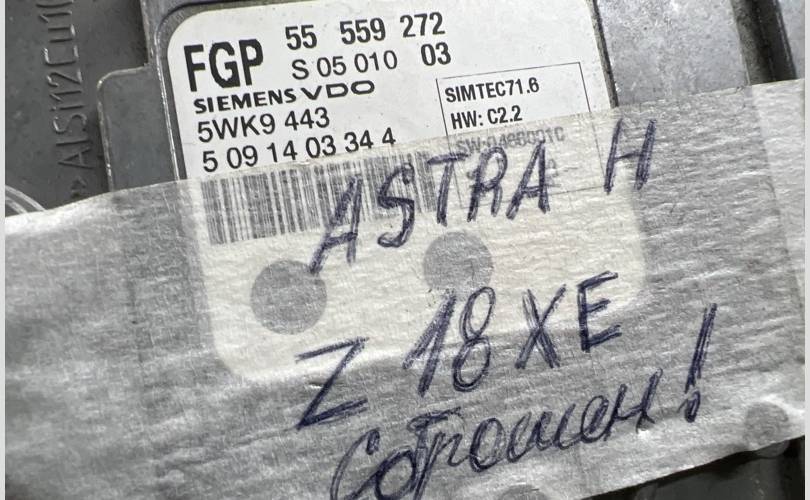 FGP 55 559 272
S 05 010 03
SIEMENS VDO
5WK9 443
5 09 14 03 34 4
SIMTEC71.6
HW: C2.2
ASTRA H
Z 18 XE
Сброшен!